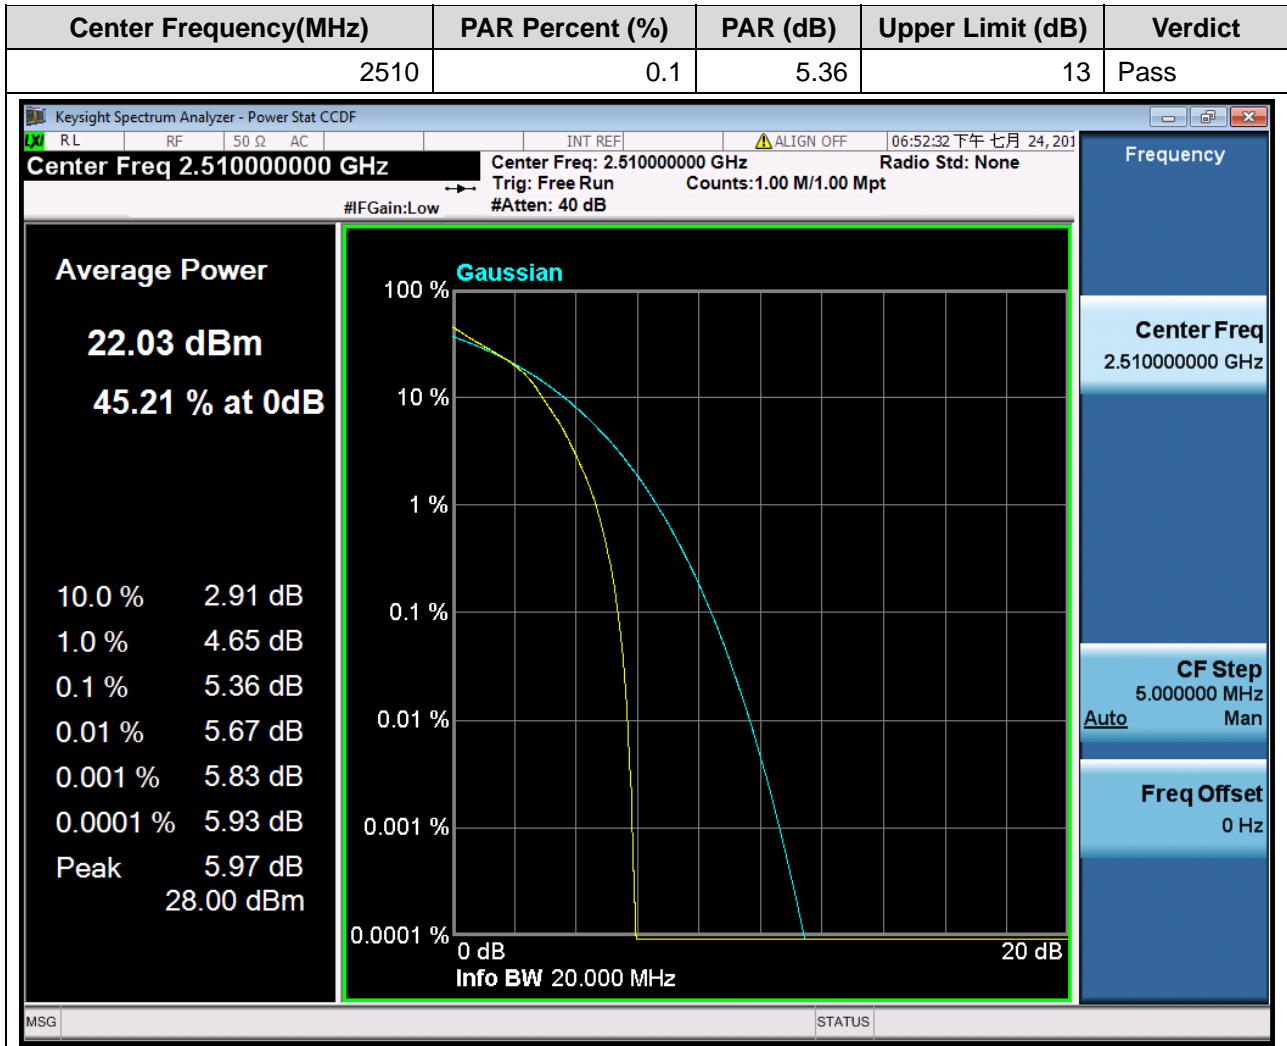 Center Frequency(MHz) PAR Percent (%) PAR (dB) Upper Limit (dB) Verdict
2510 0.1 5.36 13 Pass
Keysight Spectrum Analyzer - Power Stat CCDF
LXI RL RF 50 Ω AC INT REF ALIGN OFF 06:52:32 下午 七月 24, 201
Center Freq 2.510000000 GHz
Center Freq: 2.510000000 GHz Radio Std: None
Trig: Free Run Counts:1.00 M/1.00 Mpt
#IFGain:Low #Atten: 40 dB
Average Power
22.03 dBm
45.21 % at 0dB
10.0 % 2.91 dB
1.0 % 4.65 dB
0.1 % 5.36 dB
0.01 % 5.67 dB
0.001 % 5.83 dB
0.0001 % 5.93 dB
Peak 5.97 dB
28.00 dBm
Gaussian
100 %
10 %
1 %
0.1 %
0.01 %
0.001 %
0.0001 %
0 dB 20 dB
Info BW 20.000 MHz
Frequency
Center Freq
2.510000000 GHz
CF Step
5.000000 MHz
Auto Man
Freq Offset
0 Hz
MSG STATUS